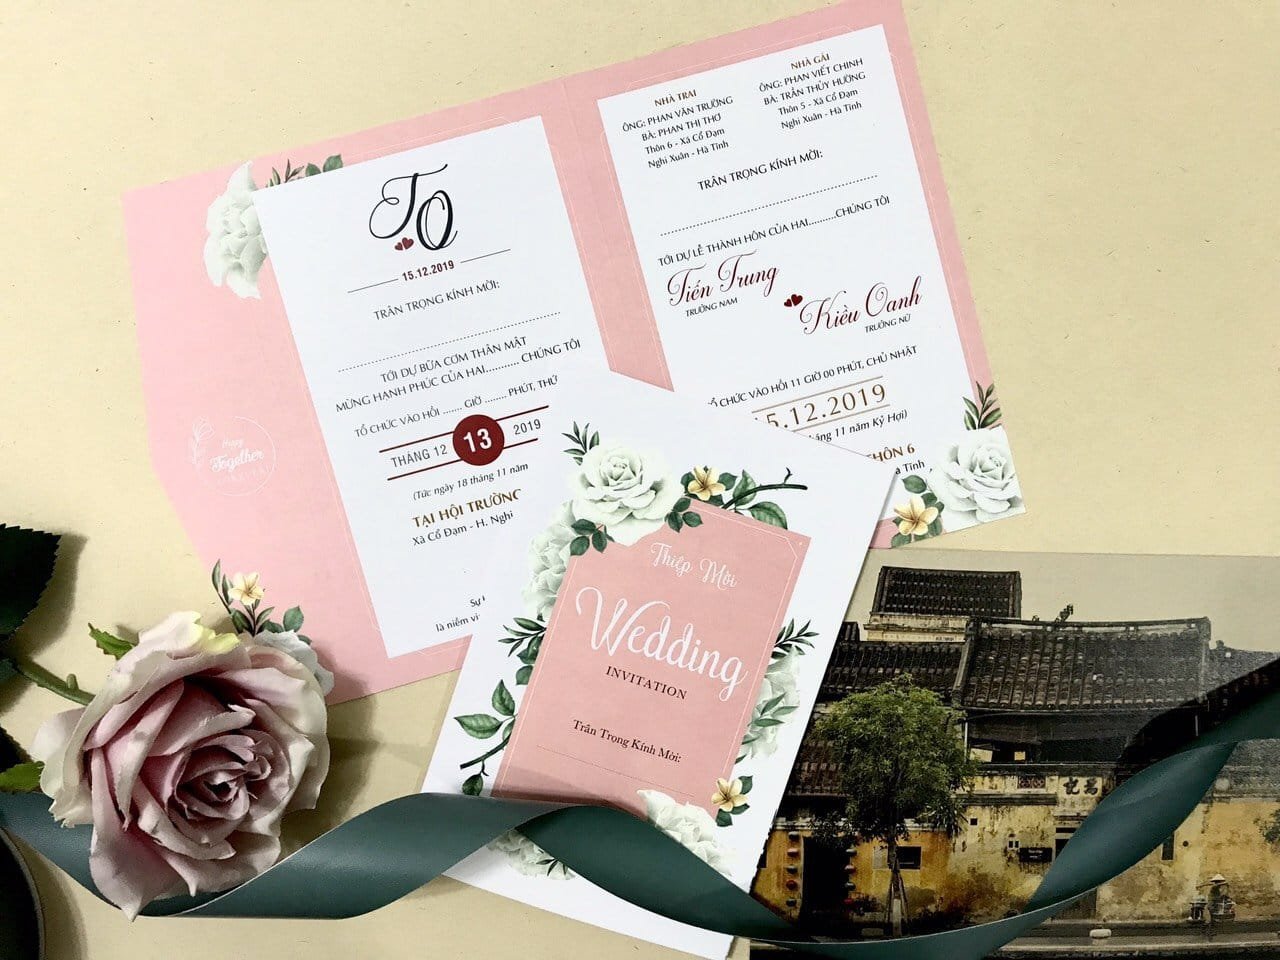 T O
15.12.2019
TRÂN TRỌNG KÍNH MỜI:
TỚI DỰ BỮA CƠM THÂN MẬT
MỪNG HẠNH PHÚC CỦA HAI........... CHÚNG TÔI
TỔ CHỨC VÀO HỒI ....... GIỜ ....... PHÚT, THỨ
THÁNG 12 13 2019
(Tức ngày 18 tháng 11 năm
TẠI HỘI TRƯỜNG
Xã Cổ Đạm - H. Nghi
là niềm vi
Happy
Together
NHÀ TRAI
ÔNG: PHAN VĂN TRƯỜNG
BÀ: PHAN THỊ THƠ
Thôn 6 - Xã Cổ Đạm
Nghi Xuân - Hà Tĩnh
NHÀ GÁI
ÔNG: PHAN VIẾT CHINH
BÀ: TRẦN THỦY HƯỜNG
Thôn 5 - Xã Cổ Đạm
Nghi Xuân - Hà Tĩnh
TRÂN TRỌNG KÍNH MỜI:
TỚI DỰ LỄ THÀNH HÔN CỦA HAI..........CHÚNG TÔI
Tiến Trung
TRƯỞNG NAM
Kiều Oanh
TRƯỞNG NỮ
TỔ CHỨC VÀO HỒI 11 GIỜ 00 PHÚT, CHỦ NHẬT
15.12.2019
tháng 11 năm Kỷ Hợi)
THÔN 6
Hà Tĩnh
Thiệp Mời
Wedding
INVITATION
Trân Trọng Kính Mời: